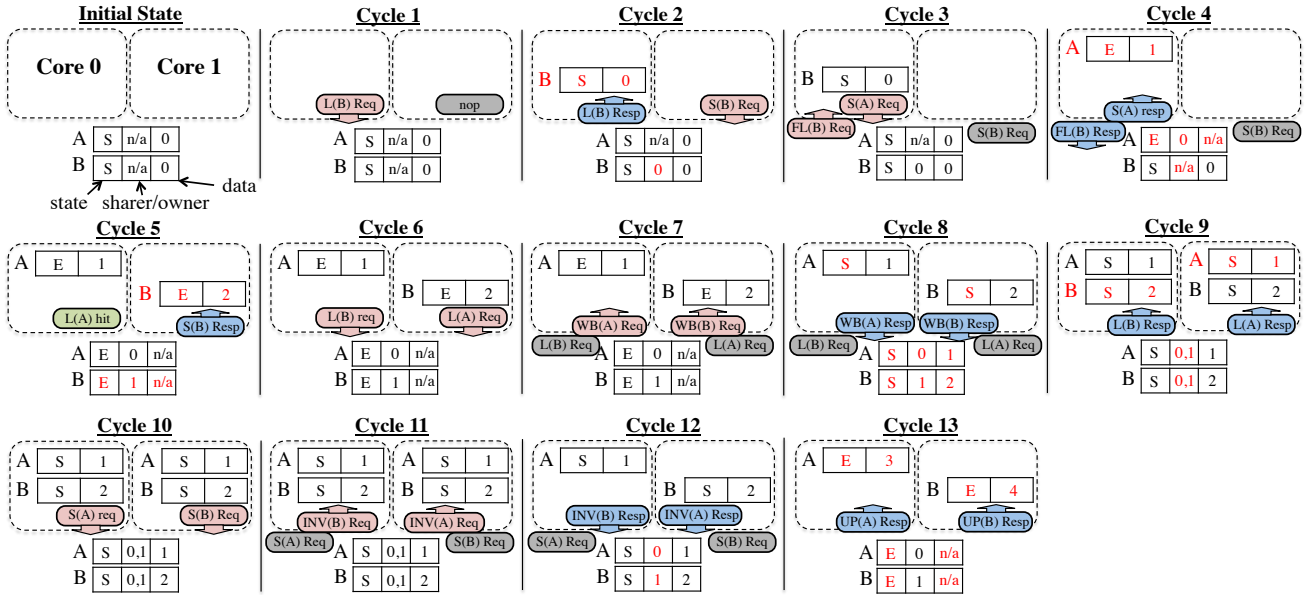 Initial State
Core 0
Core 1
A S n/a 0
B S n/a 0
state
sharer/owner
data
Cycle 1
L(B) Req
nop
A S n/a 0
B S n/a 0
Cycle 2
B S 0
L(B) Resp
S(B) Req
A S n/a 0
B S 0 0
Cycle 3
B S 0
S(A) Req
FL(B) Req
S(B) Req
A S n/a 0
B S 0 0
Cycle 4
A E 1
S(A) resp
FL(B) Resp
S(B) Req
A E 0 n/a
B S n/a 0
Cycle 5
A E 1
B E 2
L(A) hit
S(B) Resp
A E 0 n/a
B E 1 n/a
Cycle 6
A E 1
B E 2
L(B) req
L(A) Req
A E 0 n/a
B E 1 n/a
Cycle 7
A E 1
B E 2
WB(A) Req
WB(B) Req
L(B) Req
L(A) Req
A E 0 n/a
B E 1 n/a
Cycle 8
A S 1
B S 2
WB(A) Resp
WB(B) Resp
L(B) Req
L(A) Req
A S 0 1
B S 1 2
Cycle 9
A S 1
A S 1
B S 2
B S 2
L(B) Resp
L(A) Resp
A S 0,1 1
B S 0,1 2
Cycle 10
A S 1
A S 1
B S 2
B S 2
S(A) req
S(B) Req
A S 0,1 1
B S 0,1 2
Cycle 11
A S 1
A S 1
B S 2
B S 2
INV(B) Req
INV(A) Req
S(A) Req
S(B) Req
A S 0,1 1
B S 0,1 2
Cycle 12
A S 1
B S 2
INV(B) Resp
INV(A) Resp
S(A) Req
S(B) Req
A S 0 1
B S 1 2
Cycle 13
A E 3
B E 4
UP(A) Resp
UP(B) Resp
A E 0 n/a
B E 1 n/a